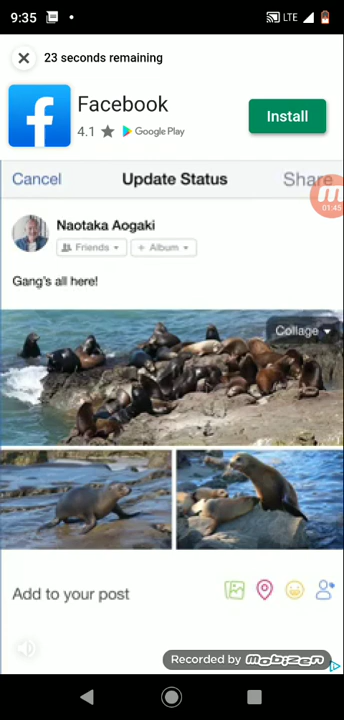 9:35
LTE
23 seconds remaining
Facebook
Install
4.1 ★ Google Play
Cancel
Update Status
Share
01:45
Naotaka Aogaki
Friends
+ Album
Gang's all here!
Collage
Add to your post
Recorded by mobizen